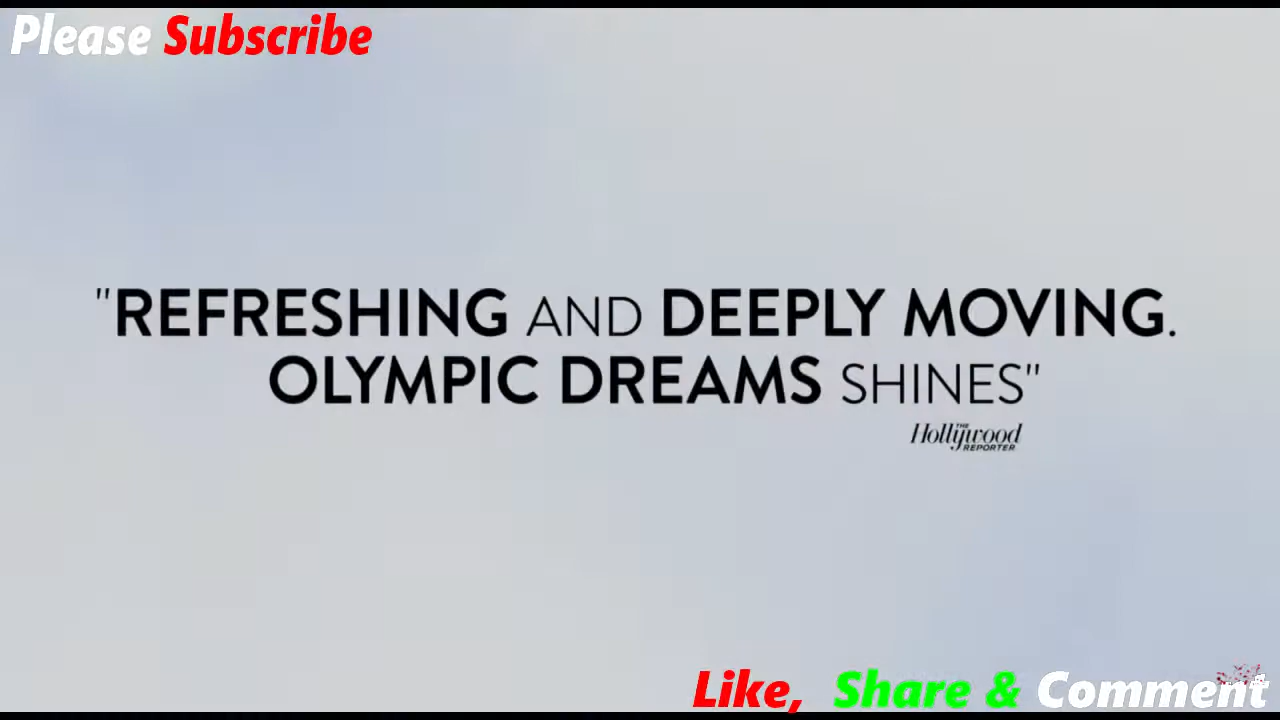 Please Subscribe
"REFRESHING AND DEEPLY MOVING.
OLYMPIC DREAMS SHINES"
THE
Hollywood
REPORTER
Like, Share & Comment